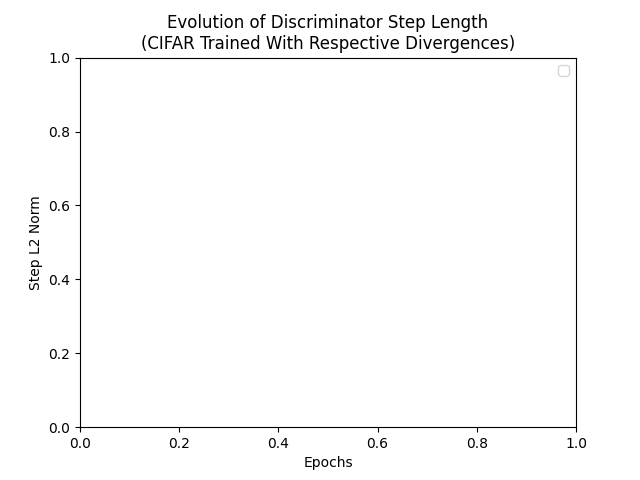 Evolution of Discriminator Step Length
(CIFAR Trained With Respective Divergences)
1.0
0.8
0.6
0.4
0.2
0.0
Step L2 Norm
0.0 0.2 0.4 0.6 0.8 1.0
Epochs